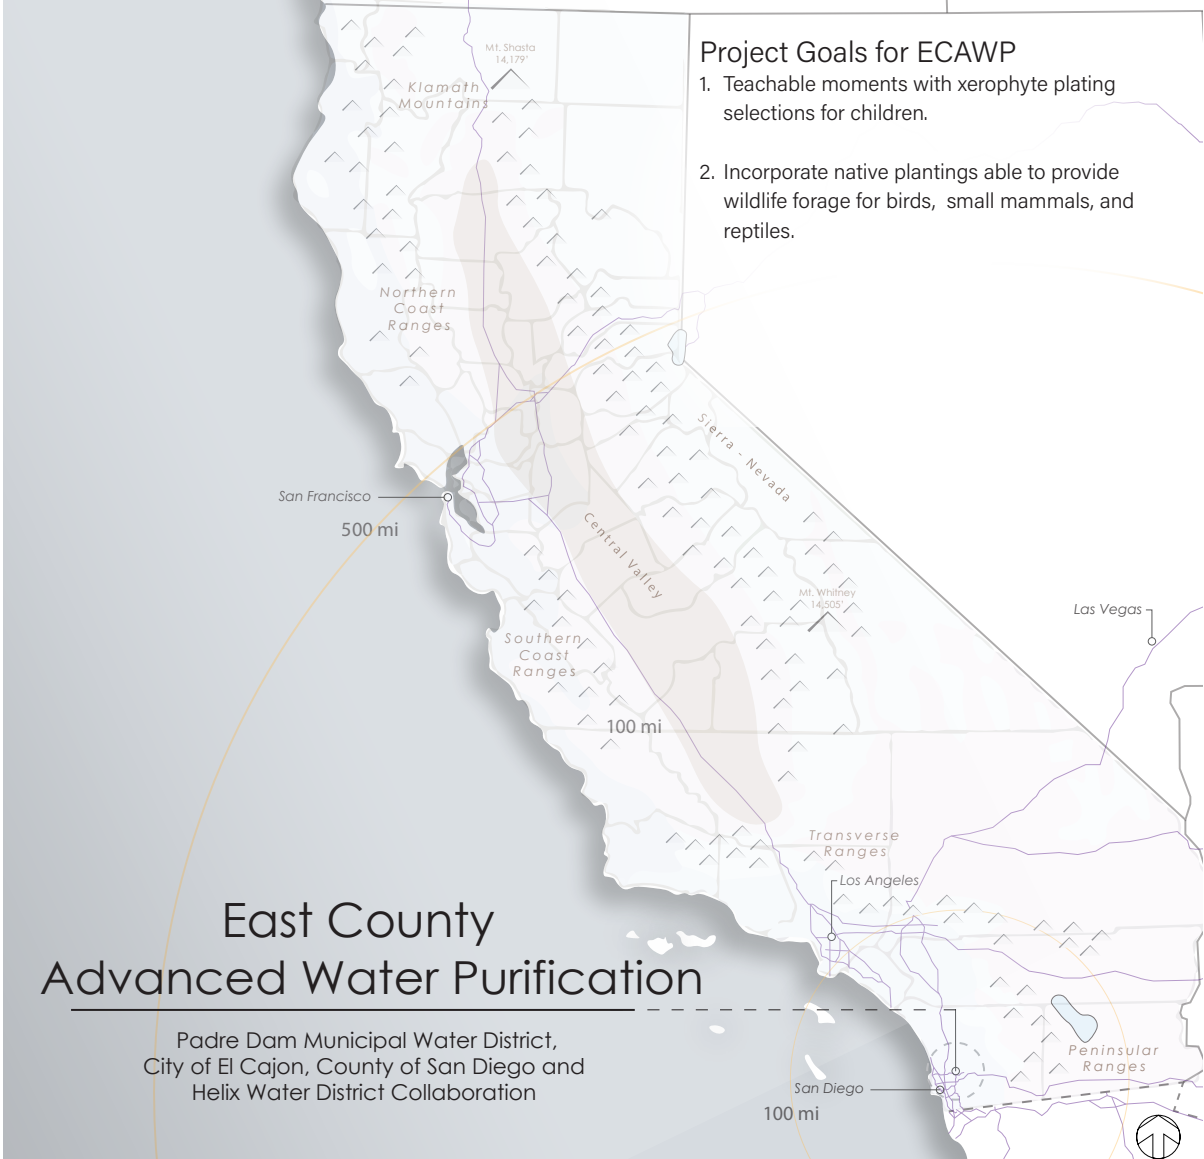 Project Goals for ECAWP
1. Teachable moments with xerophyte plating
selections for children.
2. Incorporate native plantings able to provide
wildlife forage for birds, small mammals, and
reptiles.
Mt. Shasta
14,179'
Klamath
Mountains
Northern
Coast
Ranges
Sierra - Nevada
San Francisco
500 mi
Central Valley
Mt. Whitney
14,505'
Las Vegas
Southern
Coast
Ranges
100 mi
Transverse
Ranges
Los Angeles
East County
Advanced Water Purification
Padre Dam Municipal Water District,
City of El Cajon, County of San Diego and
Helix Water District Collaboration
Peninsular
Ranges
San Diego
100 mi